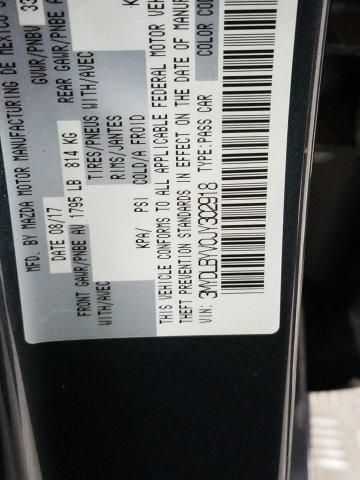 MFD BY MAZDA MOTOR MANUFACTURING DE MEXICO S
DATE 08/17 GVWR/PNBV 33
FRONT GAWR/PNBE AV 1795 LB 814 KG REAR GAWR/PNBE A
WITH/AVEC TIRES/PNEUS WITH/AVEC
RIMS/JANTES
KPA/ PSI COLD/A FROID K
THIS VEHICLE CONFORMS TO ALL APPLICABLE FEDERAL MOTOR VEH
THEFT PREVENTION STANDARDS IN EFFECT ON THE DATE OF MANUF
VIN: 3MYDLBYV0JY302918 TYPE:PASS CAR COLOR CO